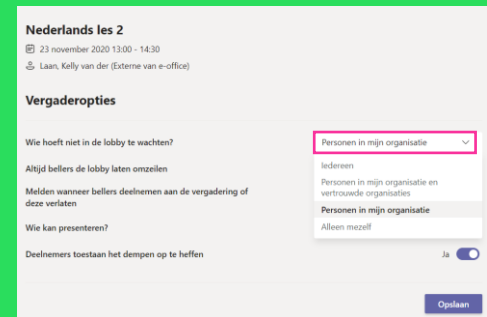 Nederlands les 2
23 november 2020 13:00 - 14:30
Laan, Kelly van der (Externe van e-office)
Vergaderopties
Wie hoeft niet in de lobby te wachten?
Personen in mijn organisatie
Iedereen
Altijd bellers de lobby laten omzeilen
Personen in mijn organisatie en
vertrouwde organisaties
Melden wanneer bellers deelnemen aan de vergadering of
deze verlaten
Personen in mijn organisatie
Alleen mezelf
Wie kan presenteren?
Deelnemers toestaan het dempen op te heffen
Ja
Opslaan